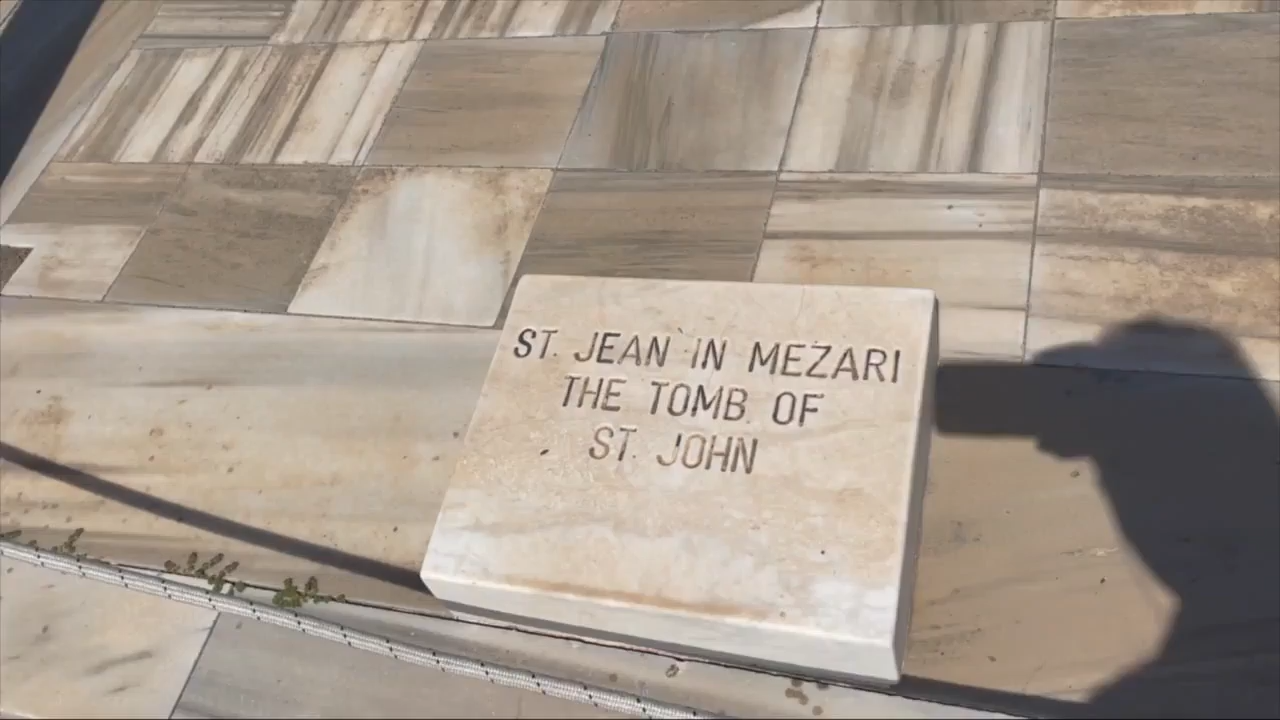 ST. JEAN IN MEZARI
THE TOMB OF
ST. JOHN